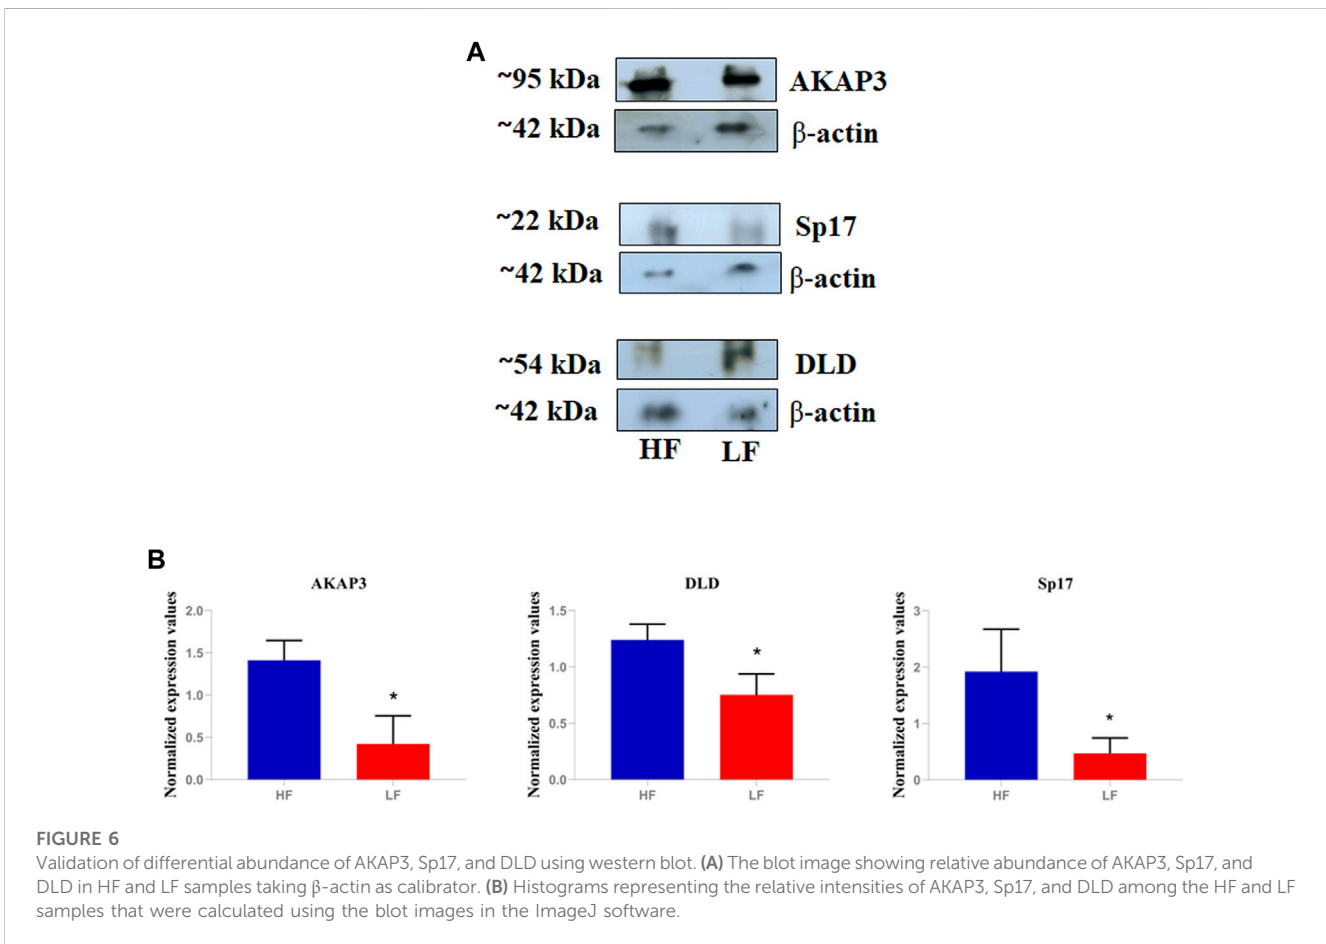 A
~95 kDa AKAP3
~42 kDa β-actin
~22 kDa Sp17
~42 kDa β-actin
~54 kDa DLD
~42 kDa β-actin
HF LF
B
AKAP3
Normalized expression values
2.0
1.5
1.0
0.5
0.0
*
HF LF
DLD
Normalized expression values
1.5
1.0
0.5
0.0
*
HF LF
Sp17
Normalized expression values
3
2
1
0
*
HF LF
FIGURE 6
Validation of differential abundance of AKAP3, Sp17, and DLD using western blot. (A) The blot image showing relative abundance of AKAP3, Sp17, and
DLD in HF and LF samples taking β-actin as calibrator. (B) Histograms representing the relative intensities of AKAP3, Sp17, and DLD among the HF and LF
samples that were calculated using the blot images in the ImageJ software.